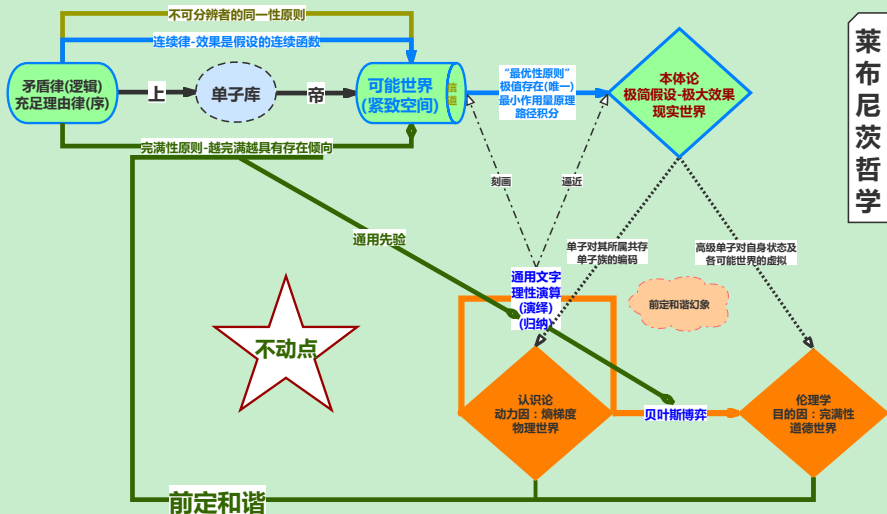 不可分辨者的同一性原则
连续律-效果是假设的连续函数
矛盾律(逻辑)
充足理由律(序)
上
单子库
帝
可能世界
(紧致空间)
信
道
“最优性原则”
极值存在(唯一)
最小作用量原理
路径积分
本体论
极简假设-极大效果
现实世界
莱布尼茨哲学
完满性原则-越完满越具有存在倾向
刻画
逼近
通用先验
单子对其所属共存
单子族的编码
高级单子对自身状态及
各可能世界的虚拟
通用文字
理性演算
(演绎)
(归纳)
前定和谐幻象
不动点
认识论
动力因：熵梯度
物理世界
贝叶斯博弈
伦理学
目的因：完满性
道德世界
前定和谐